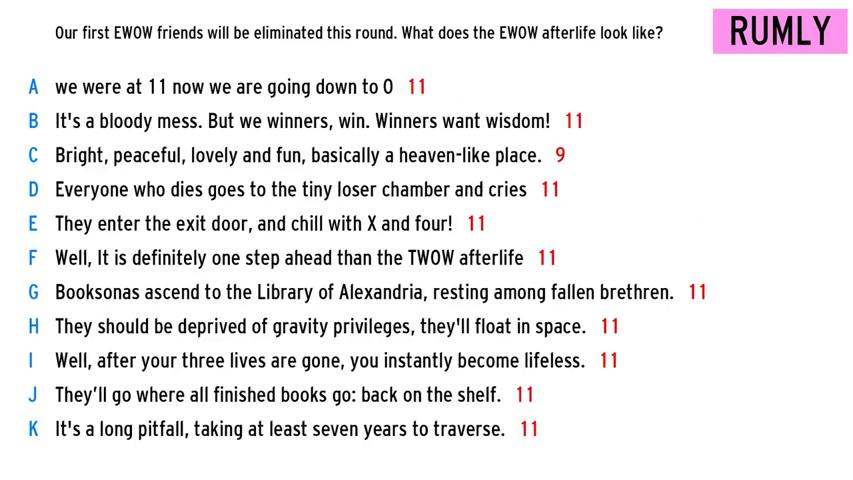 Our first EWOW friends will be eliminated this round. What does the EWOW afterlife look like?
RUMLY
A we were at 11 now we are going down to 0 11
B It's a bloody mess. But we winners, win. Winners want wisdom! 11
C Bright, peaceful, lovely and fun, basically a heaven-like place. 9
D Everyone who dies goes to the tiny loser chamber and cries 11
E They enter the exit door, and chill with X and four! 11
F Well, It is definitely one step ahead than the TWOW afterlife 11
G Booksonas ascend to the Library of Alexandria, resting among fallen brethren. 11
H They should be deprived of gravity privileges, they'll float in space. 11
I Well, after your three lives are gone, you instantly become lifeless. 11
J They’ll go where all finished books go: back on the shelf. 11
K It's a long pitfall, taking at least seven years to traverse. 11